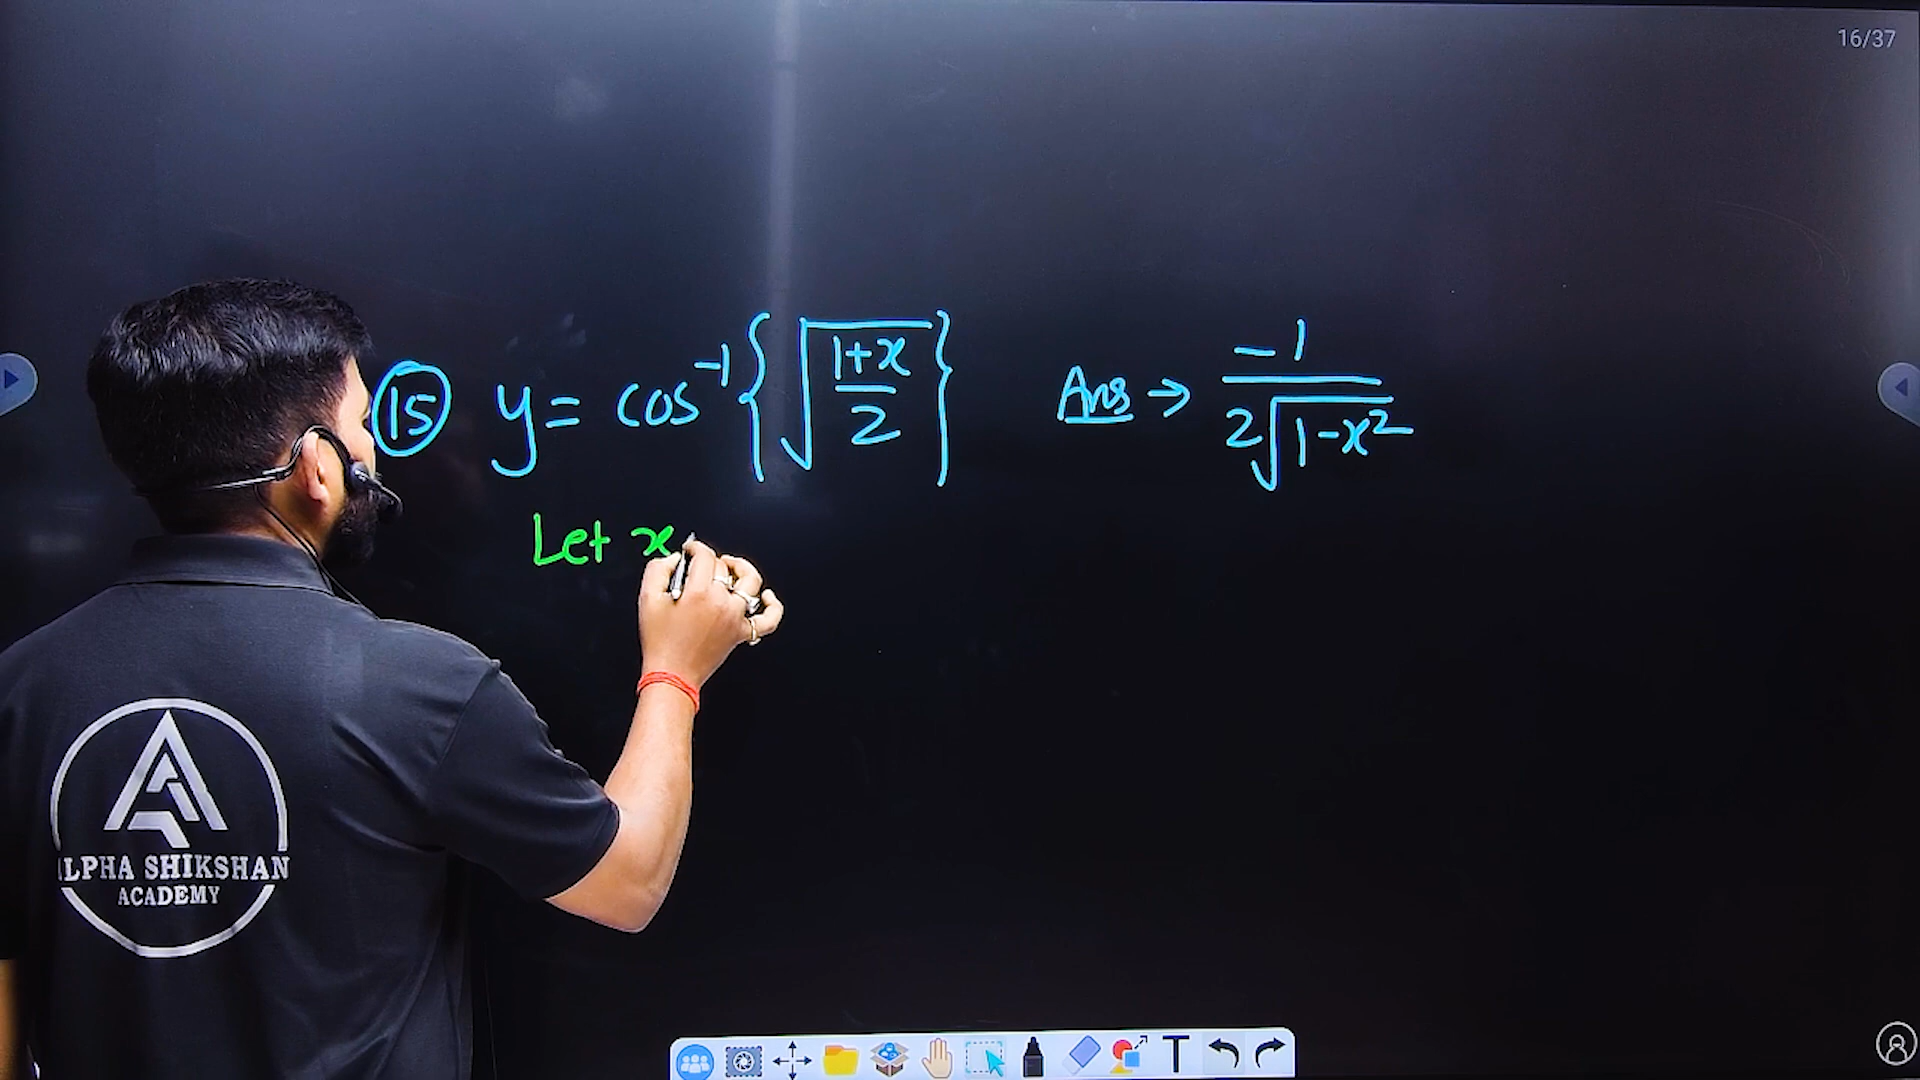 16/37
⑮ y = cos⁻¹{√((1+x)/2)} Ans → -1/(2√(1-x²))
Let x
ALPHA SHIKSHAN
ACADEMY
T